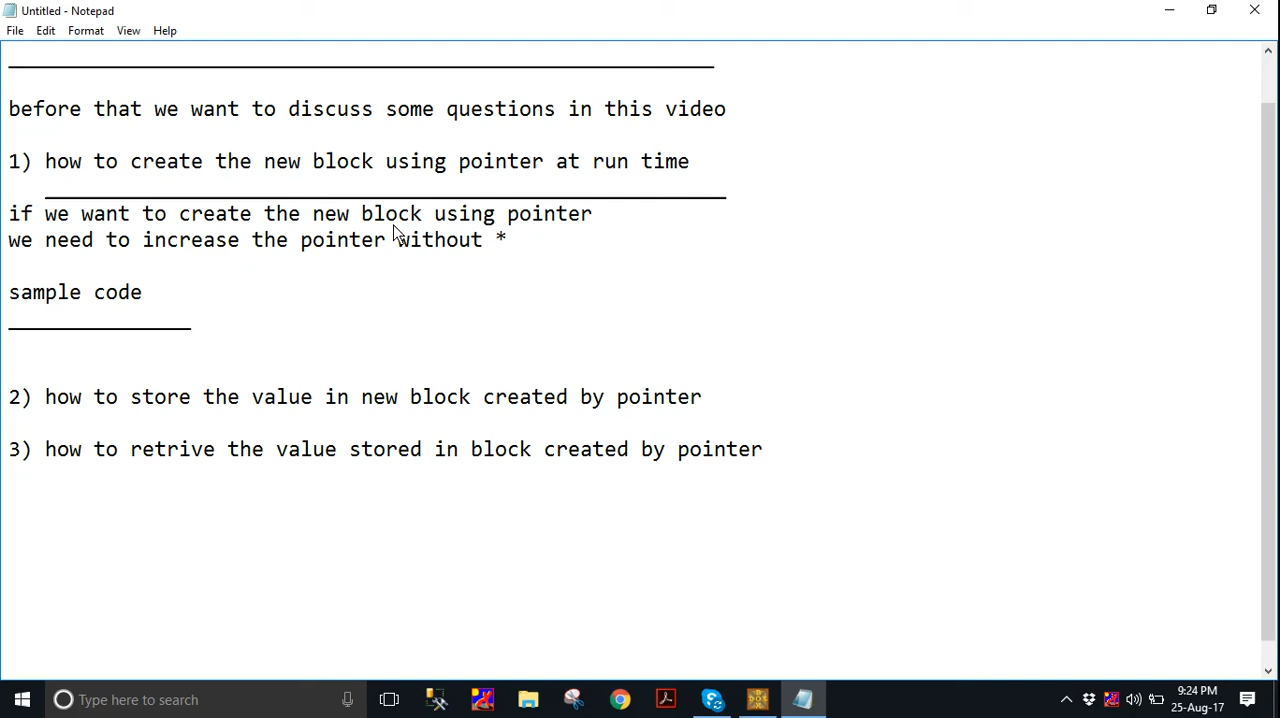 Untitled - Notepad
File Edit Format View Help
before that we want to discuss some questions in this video
1) how to create the new block using pointer at run time
if we want to create the new block using pointer
we need to increase the pointer without *
sample code
2) how to store the value in new block created by pointer
3) how to retrive the value stored in block created by pointer
Type here to search
9:24 PM
25-Aug-17